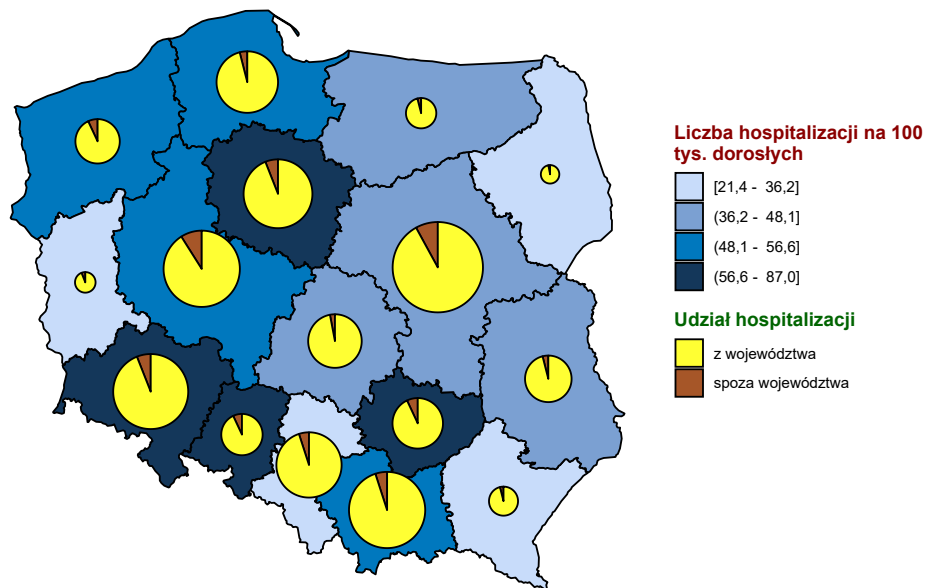 Liczba hospitalizacji na 100
tys. dorosłych
[21,4 - 36,2]
(36,2 - 48,1]
(48,1 - 56,6]
(56,6 - 87,0]
Udział hospitalizacji
z województwa
spoza województwa